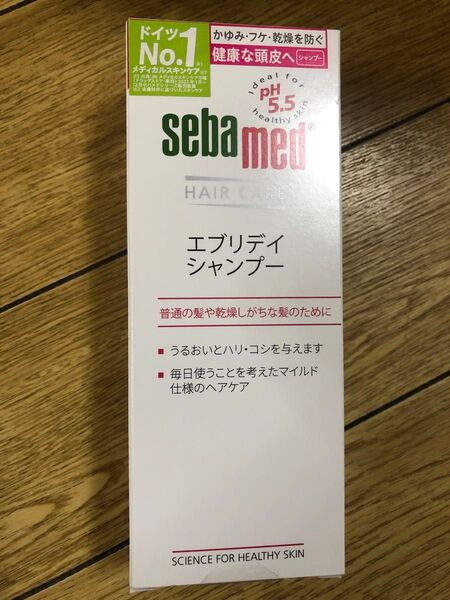 ドイツ
No.1
メディカルスキンケア
かゆみ・フケ・乾燥を防ぐ
健康な頭皮へ シャンプー
Ideal for
pH
5.5
healthy skin
sebamed®
HAIR CARE
エブリデイ
シャンプー
普通の髪や乾燥しがちな髪のために
うるおいとハリ・コシを与えます
毎日使うことを考えたマイルド
仕様のヘアケア
SCIENCE FOR HEALTHY SKIN